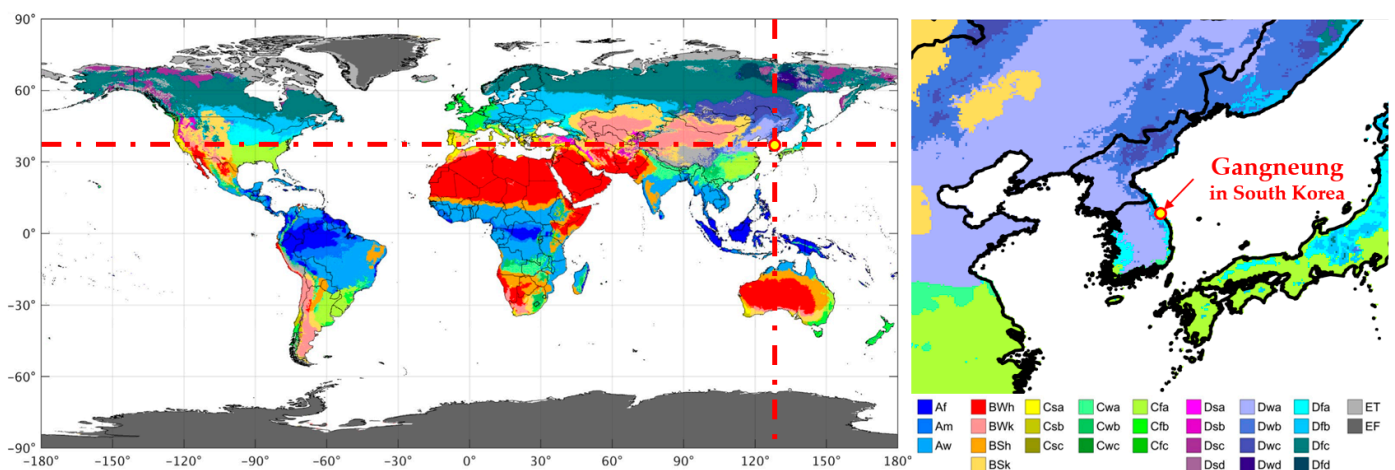 90°
60°
30°
0°
−30°
−60°
−90°
−180 −150 −120 −90 −60 −30 0 30 60 90 120 150 180
Gangneung
in South Korea
Af BWh Csa Cwa Cfa Dsa Dwa Dfa ET
Am BWk Csb Cwb Cfb Dsb Dwb Dfb EF
Aw BSh Csc Cwc Cfc Dsc Dwc Dfc
BSk Dsd Dwd Dfd